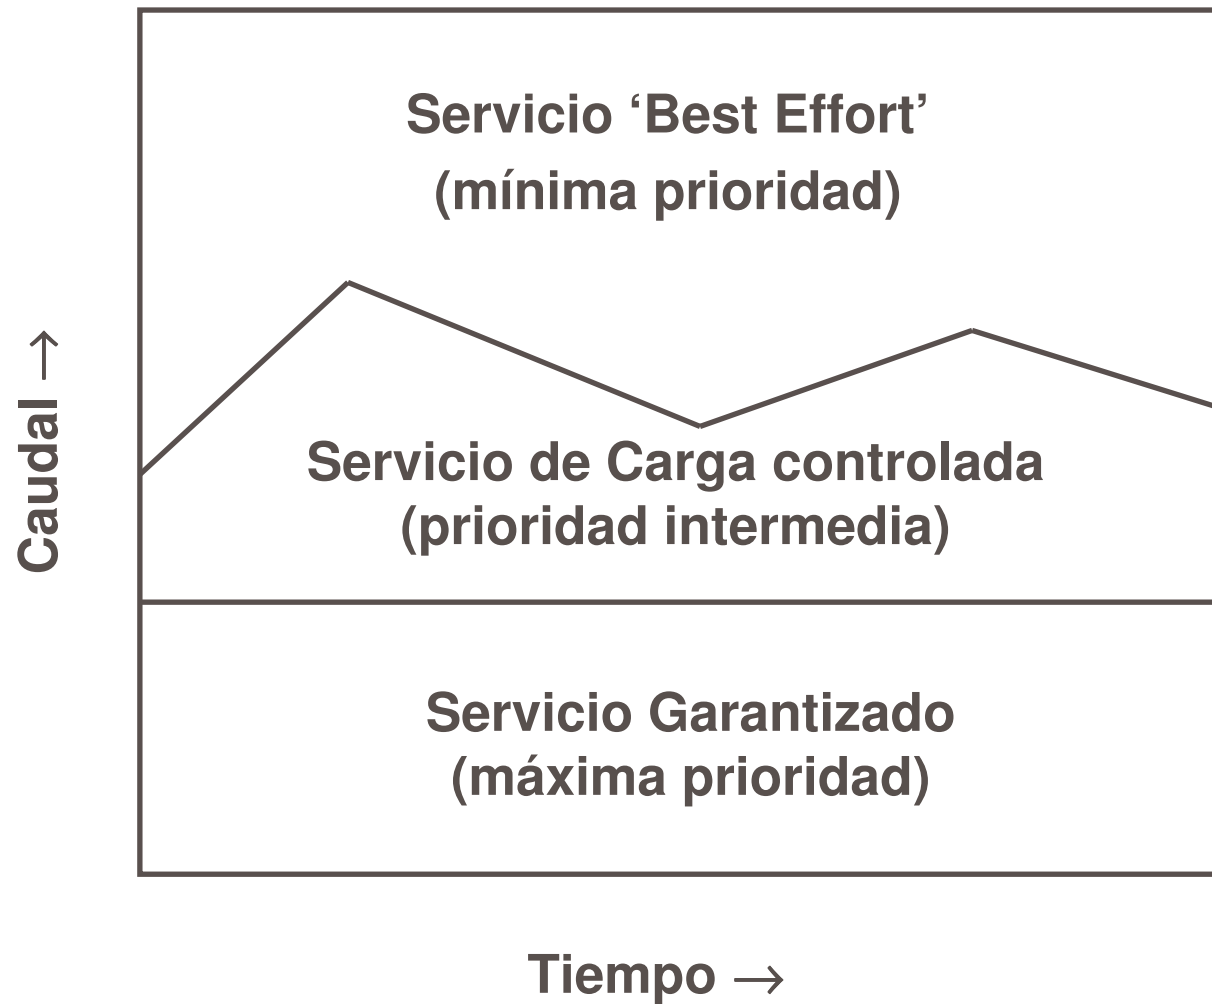 Servicio ‘Best Effort’
(mínima prioridad)
Caudal →
Servicio de Carga controlada
(prioridad intermedia)
Servicio Garantizado
(máxima prioridad)
Tiempo →